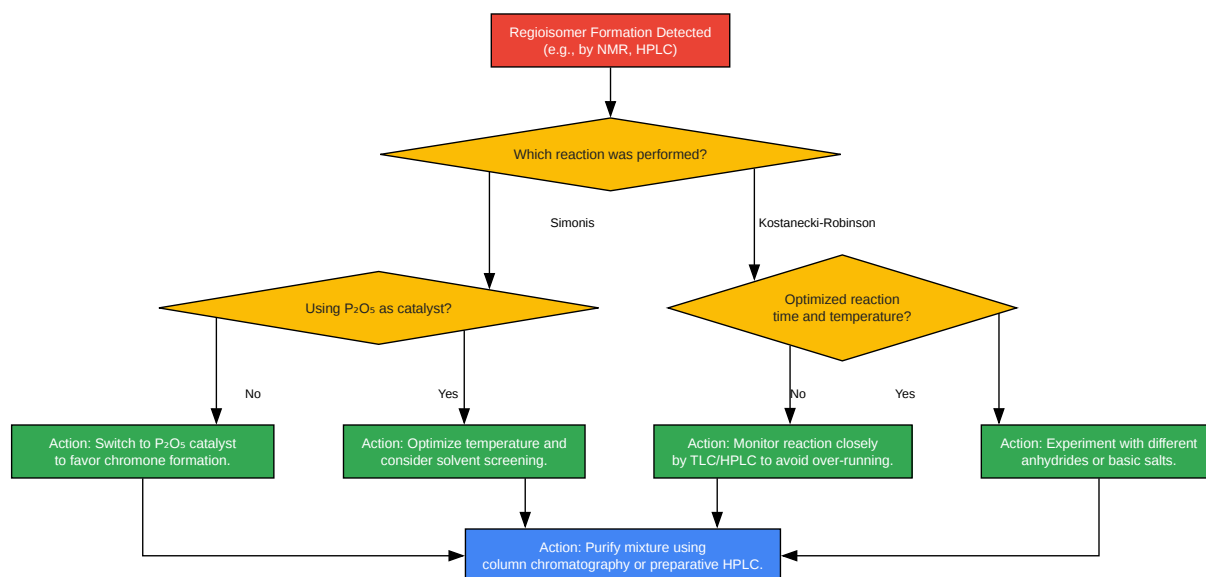 Regioisomer Formation Detected
(e.g., by NMR, HPLC)
Which reaction was performed?
Simonis
Kostanecki-Robinson
Using P₂O₅ as catalyst?
Optimized reaction
time and temperature?
No
Yes
No
Yes
Action: Switch to P₂O₅ catalyst
to favor chromone formation.
Action: Optimize temperature and
consider solvent screening.
Action: Monitor reaction closely
by TLC/HPLC to avoid over-running.
Action: Experiment with different
anhydrides or basic salts.
Action: Purify mixture using
column chromatography or preparative HPLC.